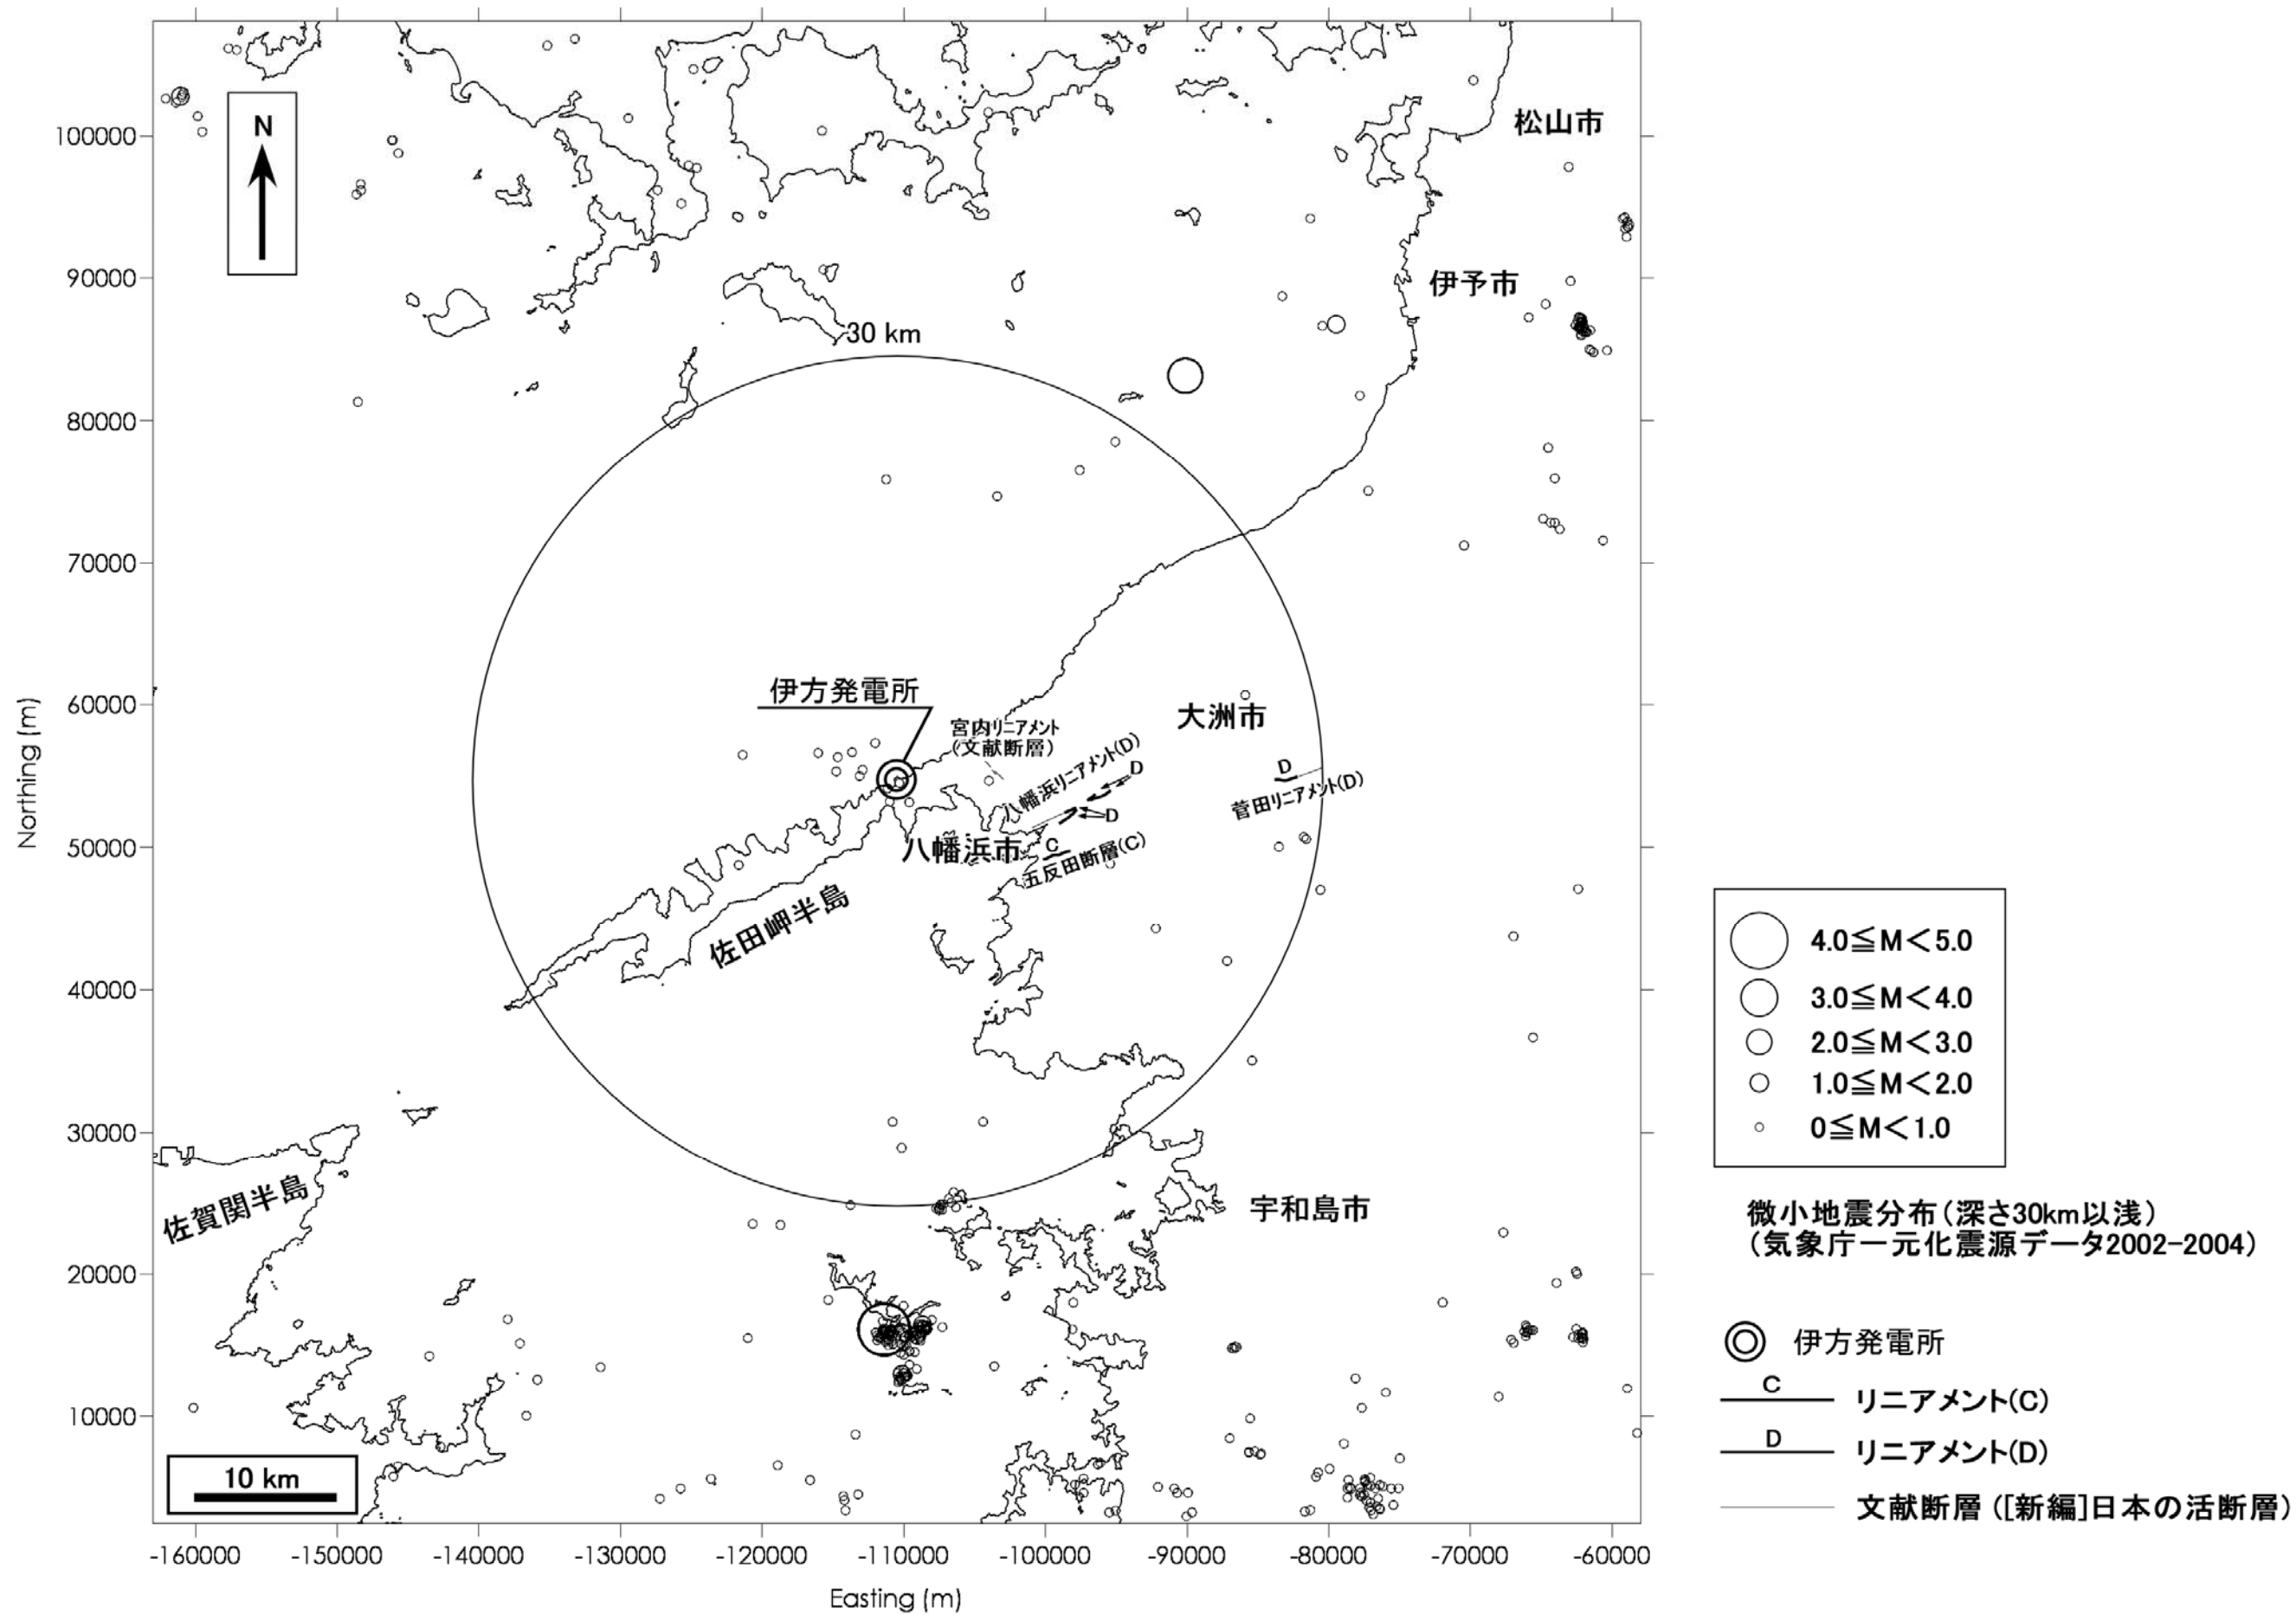 N
松山市
伊予市
30 km
伊方発電所
宮内リニアメント
(文献断層)
大洲市
八幡浜リニアメント(D)
D
D
D
菅田リニアメント(D)
八幡浜市
C
五反田断層(C)
佐田岬半島
佐賀関半島
宇和島市
10 km
100000
90000
80000
70000
60000
50000
40000
30000
20000
10000
Northing (m)
-160000
-150000
-140000
-130000
-120000
-110000
-100000
-90000
-80000
-70000
-60000
Easting (m)
4.0≦M<5.0
3.0≦M<4.0
2.0≦M<3.0
1.0≦M<2.0
0≦M<1.0
微小地震分布(深さ30km以浅)
(気象庁一元化震源データ2002-2004)
伊方発電所
C リニアメント(C)
D リニアメント(D)
文献断層([新編]日本の活断層)